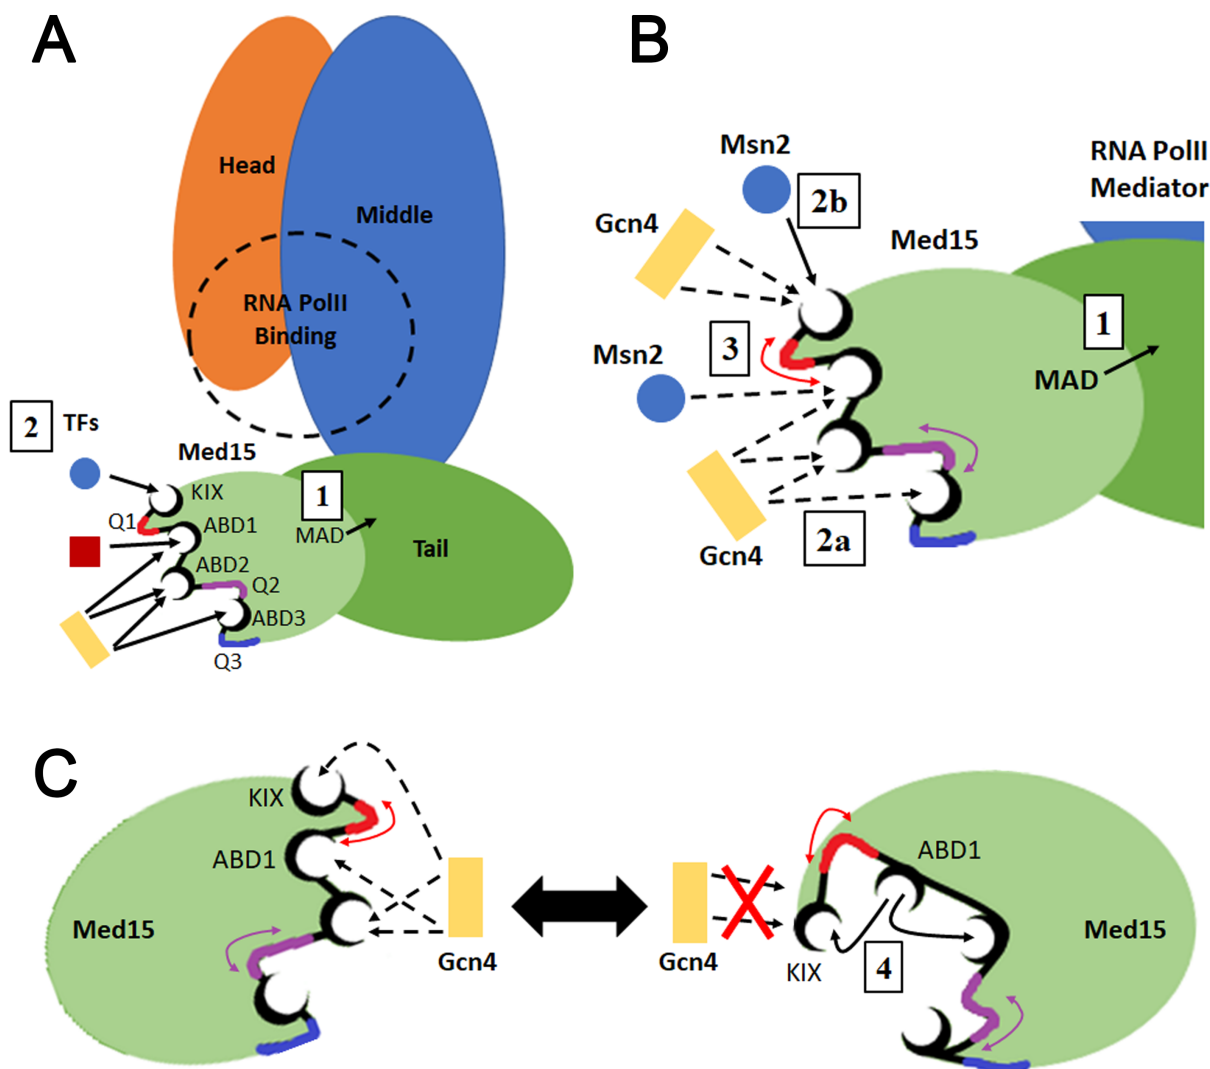 A
Head
Middle
RNA PolII
Binding
2 TFs
Med15
KIX
1
Q1
ABD1
MAD
ABD2
Tail
Q2
ABD3
Q3
B
Msn2
2b
RNA PolII
Mediator
Gcn4
Med15
1
3
Msn2
MAD
2a
Gcn4
C
KIX
ABD1
Med15
Gcn4
ABD1
Gcn4
Med15
KIX
4